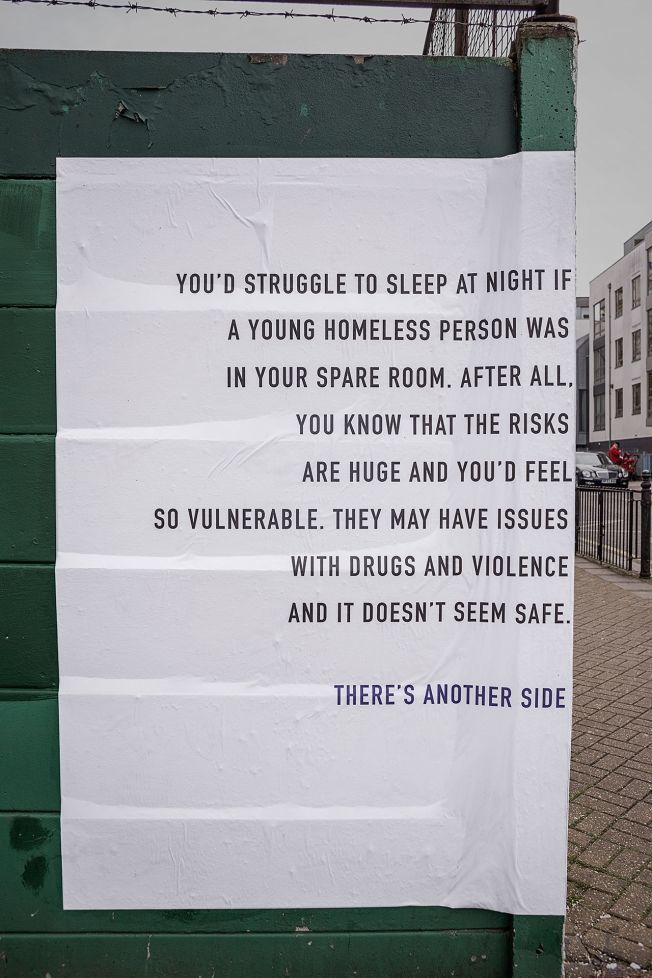 YOU'D STRUGGLE TO SLEEP AT NIGHT IF
A YOUNG HOMELESS PERSON WAS
IN YOUR SPARE ROOM. AFTER ALL,
YOU KNOW THAT THE RISKS
ARE HUGE AND YOU'D FEEL
SO VULNERABLE. THEY MAY HAVE ISSUES
WITH DRUGS AND VIOLENCE
AND IT DOESN'T SEEM SAFE.
THERE'S ANOTHER SIDE